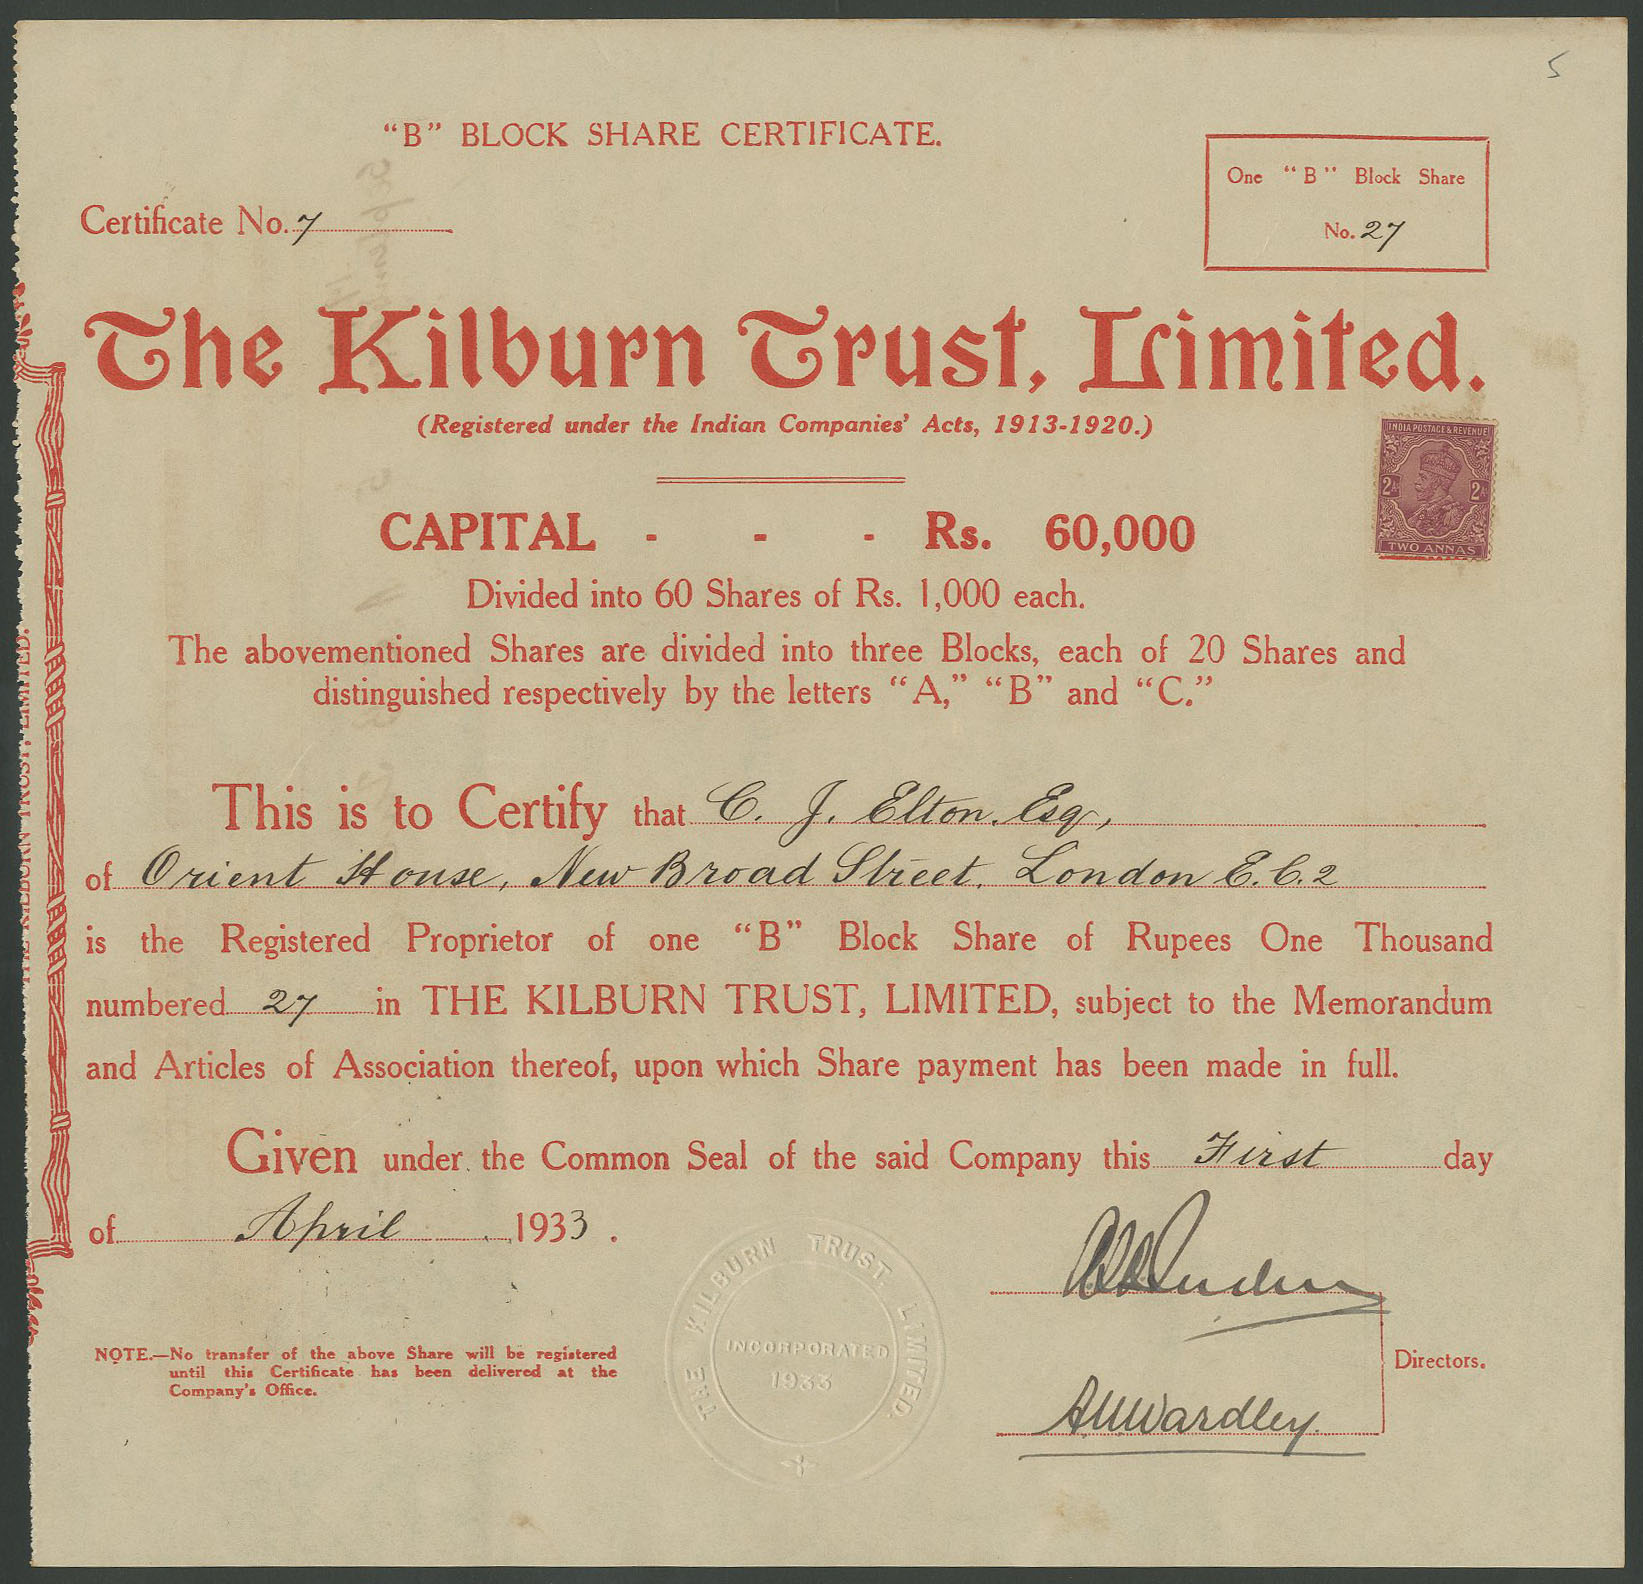 5
"B" BLOCK SHARE CERTIFICATE.
One "B" Block Share
No. 27
Certificate No. 7
The Kilburn Trust, Limited.
(Registered under the Indian Companies' Acts, 1913-1920.)
INDIA POSTAGE & REVENUE
2As 2As
TWO ANNAS
CAPITAL - - - Rs. 60,000
Divided into 60 Shares of Rs. 1,000 each.
The abovementioned Shares are divided into three Blocks, each of 20 Shares and
distinguished respectively by the letters "A," "B" and "C."
This is to Certify that C. J. Elton. Esq,
of Orient House, New Broad Street. London E.C.2
is the Registered Proprietor of one "B" Block Share of Rupees One Thousand
numbered 27 in THE KILBURN TRUST, LIMITED, subject to the Memorandum
and Articles of Association thereof, upon which Share payment has been made in full.
Given under the Common Seal of the said Company this First day
of April 1933.
NOTE.—No transfer of the above Share will be registered
until this Certificate has been delivered at the
Company's Office.
THE KILBURN TRUST. LIMITED.
INCORPORATED
1933
Directors.
A.M. Wardley.
THE KILBURN TRUST, LIMITED.